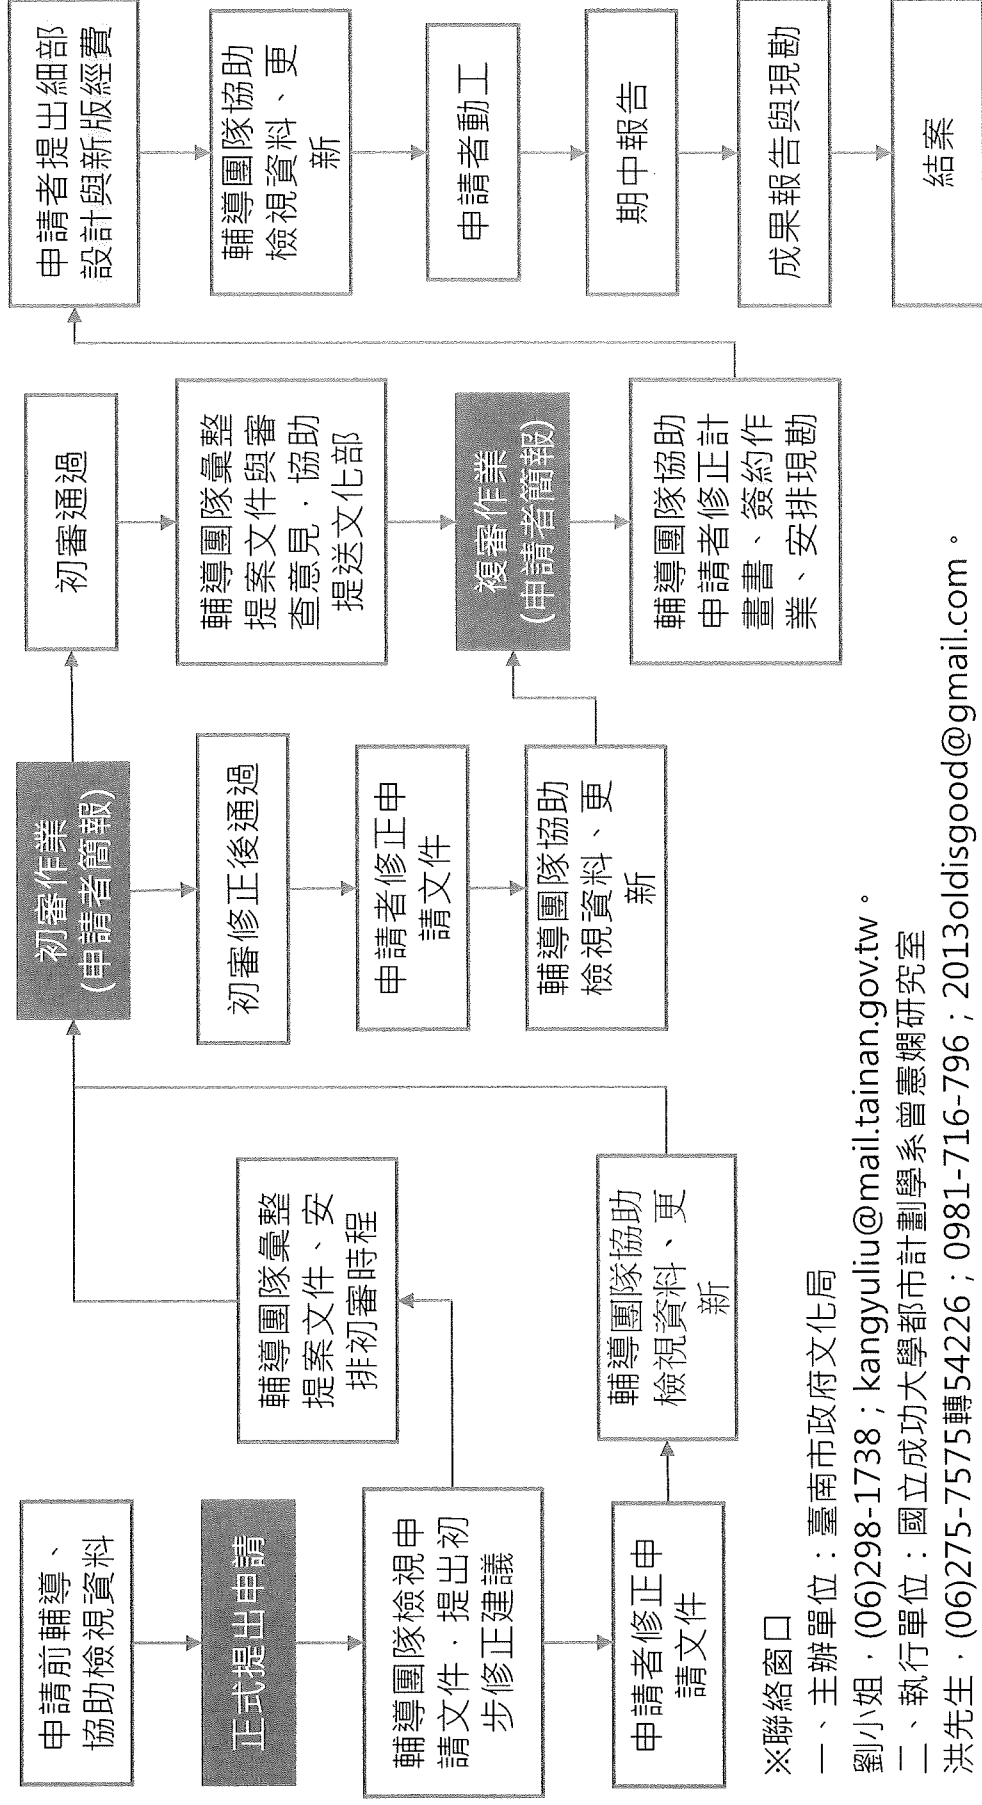 申請前輔導、
協助檢視資料
正式提出申請
輔導團隊檢視申
請文件，提出初
步修正建議
申請者修正申
請文件
輔導團隊彙整
提案文件、安
排初審時程
輔導團隊協助
檢視資料、更
新
初審作業
(申請者簡報)
初審修正後通過
申請者修正申
請文件
輔導團隊協助
檢視資料、更
新
初審通過
輔導團隊彙整
提案文件與審
查意見，協助
提送文化部
複審作業
(申請者簡報)
輔導團隊協助
申請者修正計
畫書、簽約作
業、安排現勘
申請者提出細部
設計與新版經費
輔導團隊協助
檢視資料、更
新
申請者動工
期中報告
成果報告與現勘
結案
※聯絡窗口
一、主辦單位：臺南市政府文化局
劉小姐，(06)298-1738；kangyuliu@mail.tainan.gov.tw。
二、執行單位：國立成功大學都市計劃學系曾憲嫻研究室
洪先生，(06)275-7575轉54226；0981-716-796；2013oldisgood@gmail.com。